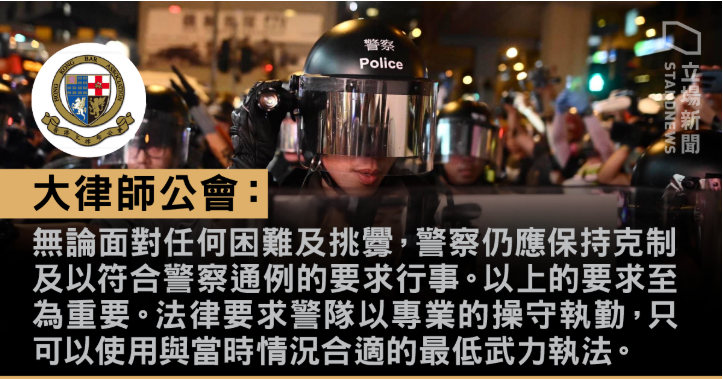 警察
Police
立場新聞
STANDNEWS
HONG KONG BAR ASSOCIATION
大律師公會：
無論面對任何困難及挑釁，警察仍應保持克制
及以符合警察通例的要求行事。以上的要求至
為重要。法律要求警隊以專業的操守執勤，只
可以使用與當時情況合適的最低武力執法。